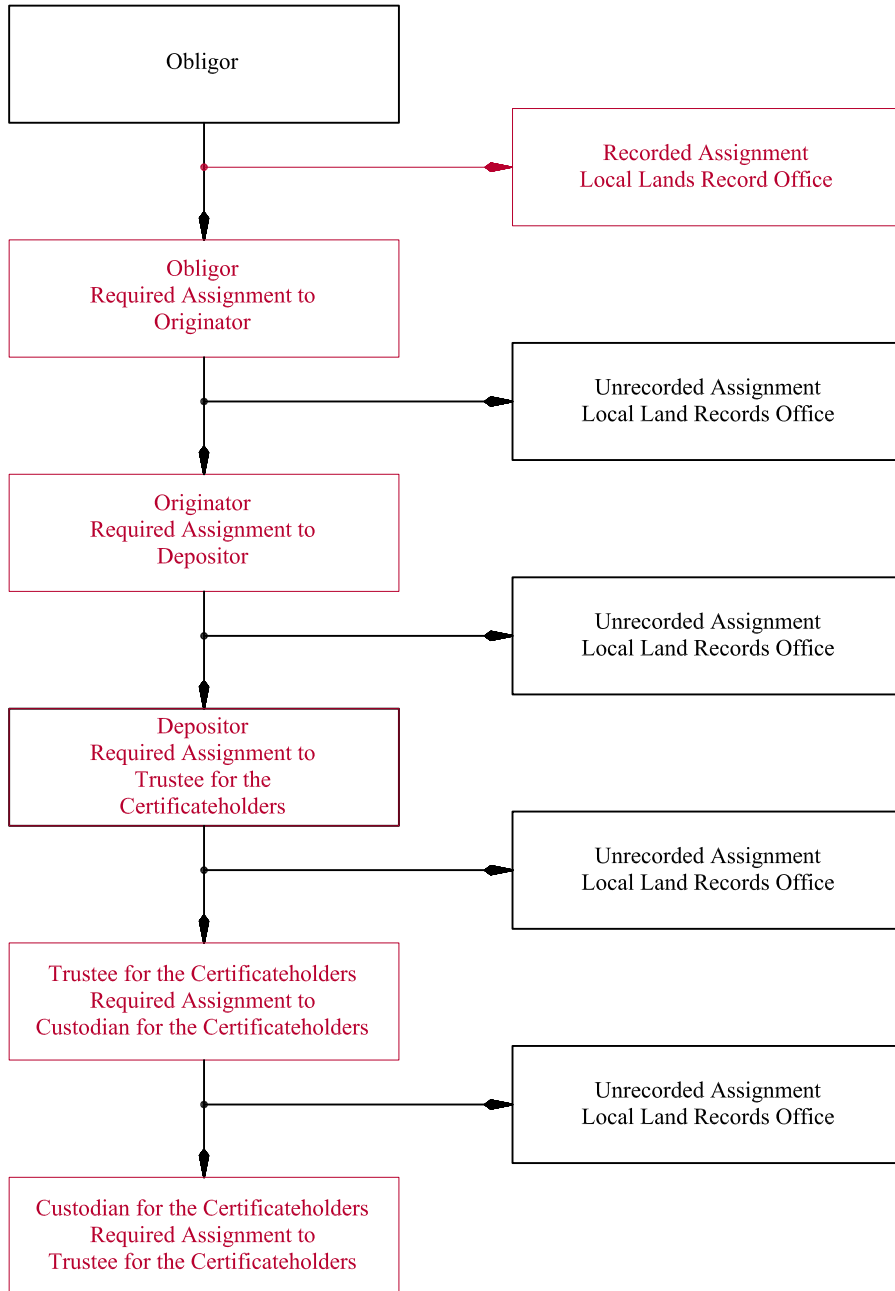 Obligor
Recorded Assignment
Local Lands Record Office
Obligor
Required Assignment to
Originator
Unrecorded Assignment
Local Land Records Office
Originator
Required Assignment to
Depositor
Unrecorded Assignment
Local Land Records Office
Depositor
Required Assignment to
Trustee for the
Certificateholders
Unrecorded Assignment
Local Land Records Office
Trustee for the Certificateholders
Required Assignment to
Custodian for the Certificateholders
Unrecorded Assignment
Local Land Records Office
Custodian for the Certificateholders
Required Assignment to
Trustee for the Certificateholders